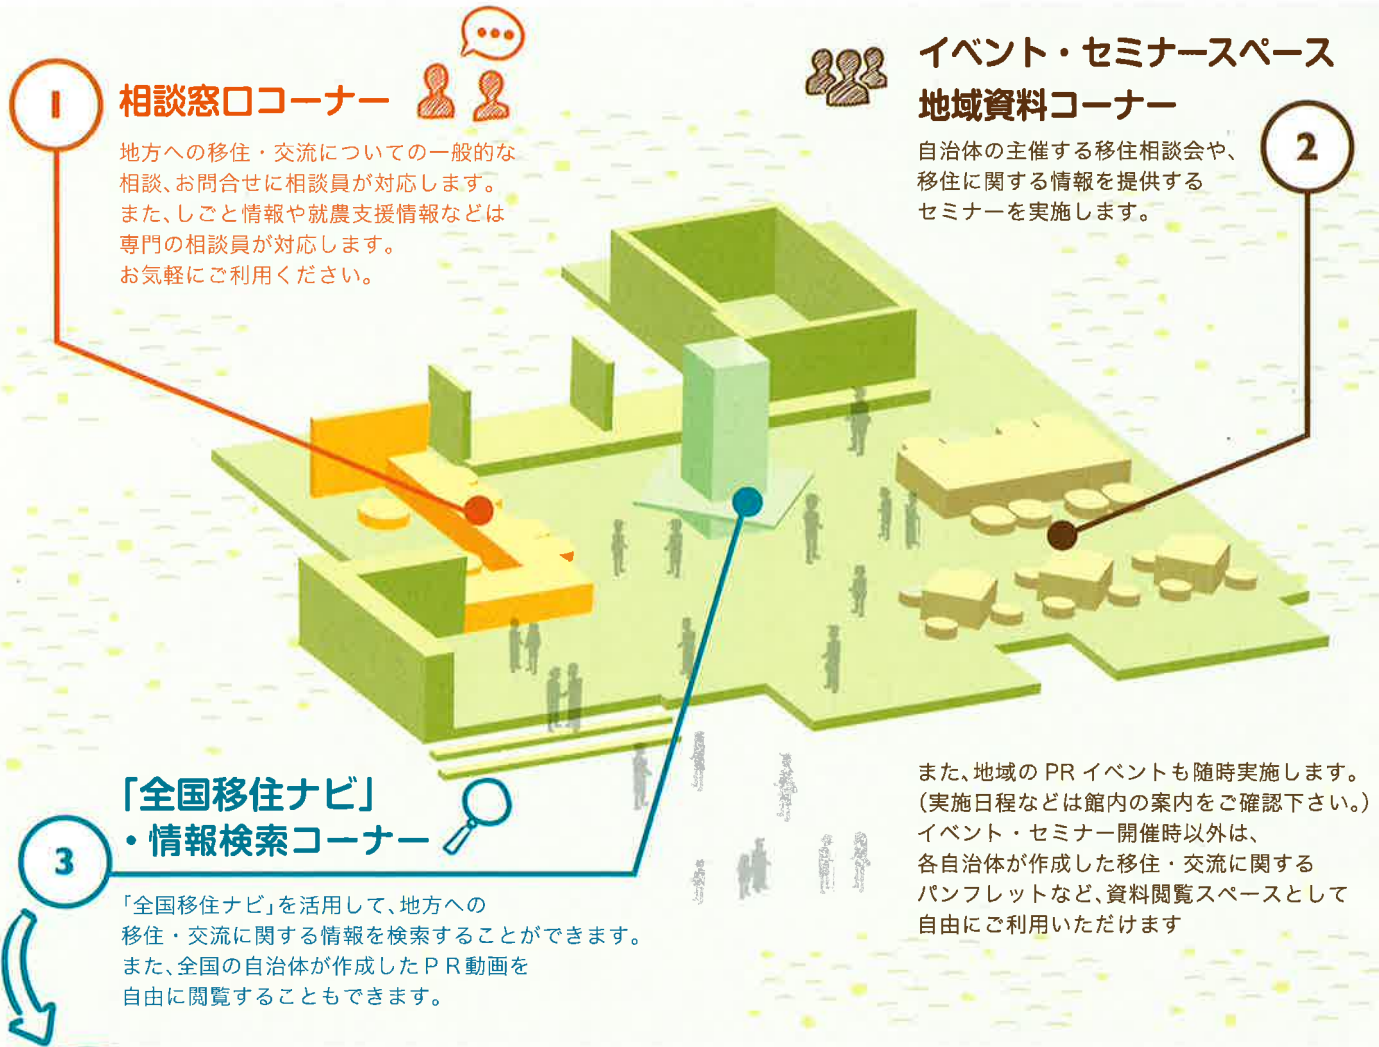 1
相談窓口コーナー
地方への移住・交流についての一般的な
相談、お問合せに相談員が対応します。
また、しごと情報や就農支援情報などは
専門の相談員が対応します。
お気軽にご利用ください。
イベント・セミナースペース
地域資料コーナー
2
自治体の主催する移住相談会や、
移住に関する情報を提供する
セミナーを実施します。
また、地域の PR イベントも随時実施します。
（実施日程などは館内の案内をご確認下さい。）
イベント・セミナー開催時以外は、
各自治体が作成した移住・交流に関する
パンフレットなど、資料閲覧スペースとして
自由にご利用いただけます
3
「全国移住ナビ」
・情報検索コーナー
「全国移住ナビ」を活用して、地方への
移住・交流に関する情報を検索することができます。
また、全国の自治体が作成したＰＲ動画を
自由に閲覧することもできます。